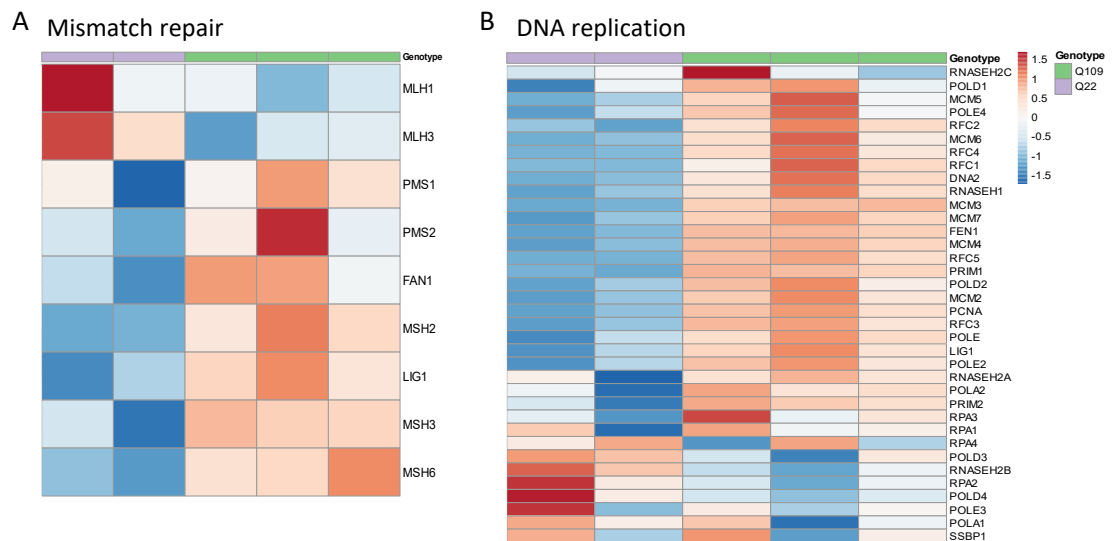 A Mismatch repair
Genotype
MLH1
MLH3
PMS1
PMS2
FAN1
MSH2
LIG1
MSH3
MSH6
B DNA replication
Genotype
RNASEH2C
POLD1
MCM5
POLE4
RFC2
MCM6
RFC4
RFC1
DNA2
RNASEH1
MCM3
MCM7
FEN1
MCM4
RFC5
PRIM1
POLD2
MCM2
PCNA
RFC3
POLE
LIG1
POLE2
RNASEH2A
POLA2
PRIM2
RPA3
RPA1
RPA4
POLD3
RNASEH2B
RPA2
POLD4
POLE3
POLA1
SSBP1
1.5
1
0.5
0
-0.5
-1
-1.5
Genotype
Q109
Q22